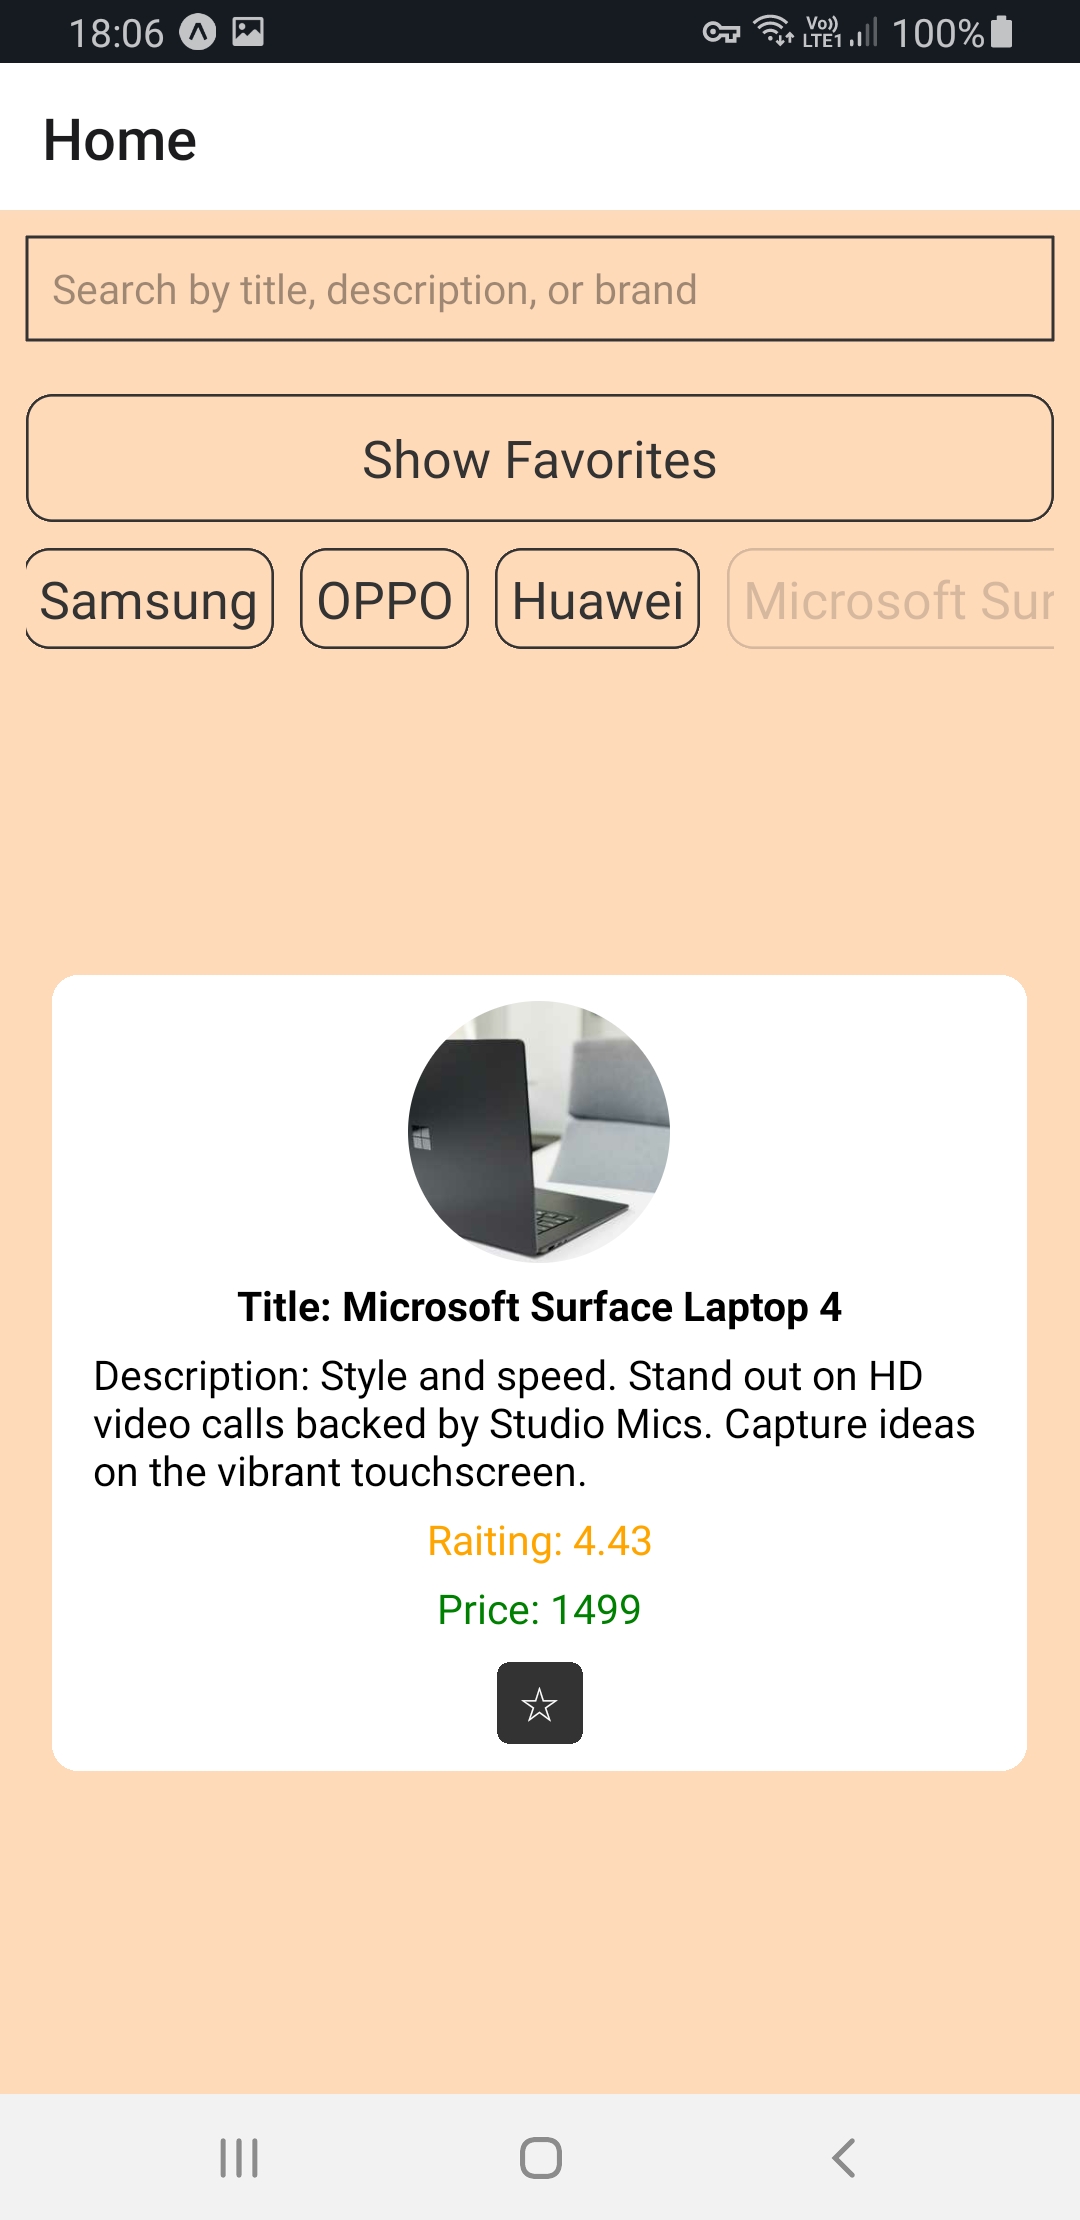 18:06 Vo)) LTE1 100%
Home
Search by title, description, or brand
Show Favorites
Samsung OPPO Huawei Microsoft Sur
Title: Microsoft Surface Laptop 4
Description: Style and speed. Stand out on HD
video calls backed by Studio Mics. Capture ideas
on the vibrant touchscreen.
Raiting: 4.43
Price: 1499